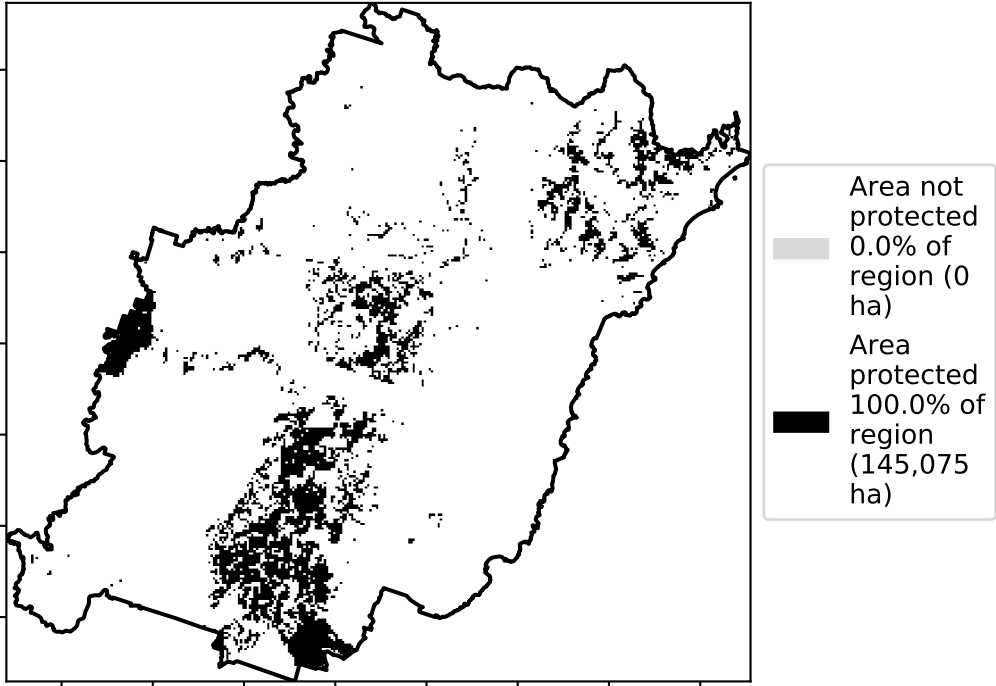 Area not
protected
0.0% of
region (0
ha)
Area
protected
100.0% of
region
(145,075
ha)